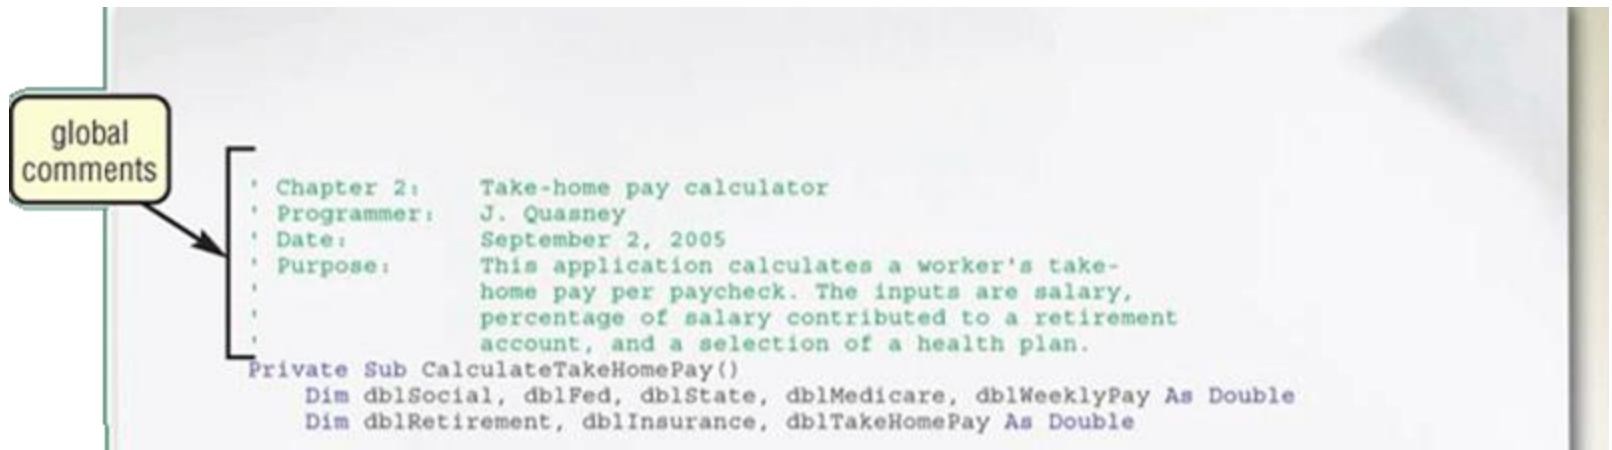 global
comments
' Chapter 2:    Take-home pay calculator
' Programmer:   J. Quasney
' Date:         September 2, 2005
' Purpose:      This application calculates a worker's take-
'               home pay per paycheck. The inputs are salary,
'               percentage of salary contributed to a retirement
'               account, and a selection of a health plan.
Private Sub CalculateTakeHomePay()
    Dim dblSocial, dblFed, dblState, dblMedicare, dblWeeklyPay As Double
    Dim dblRetirement, dblInsurance, dblTakeHomePay As Double